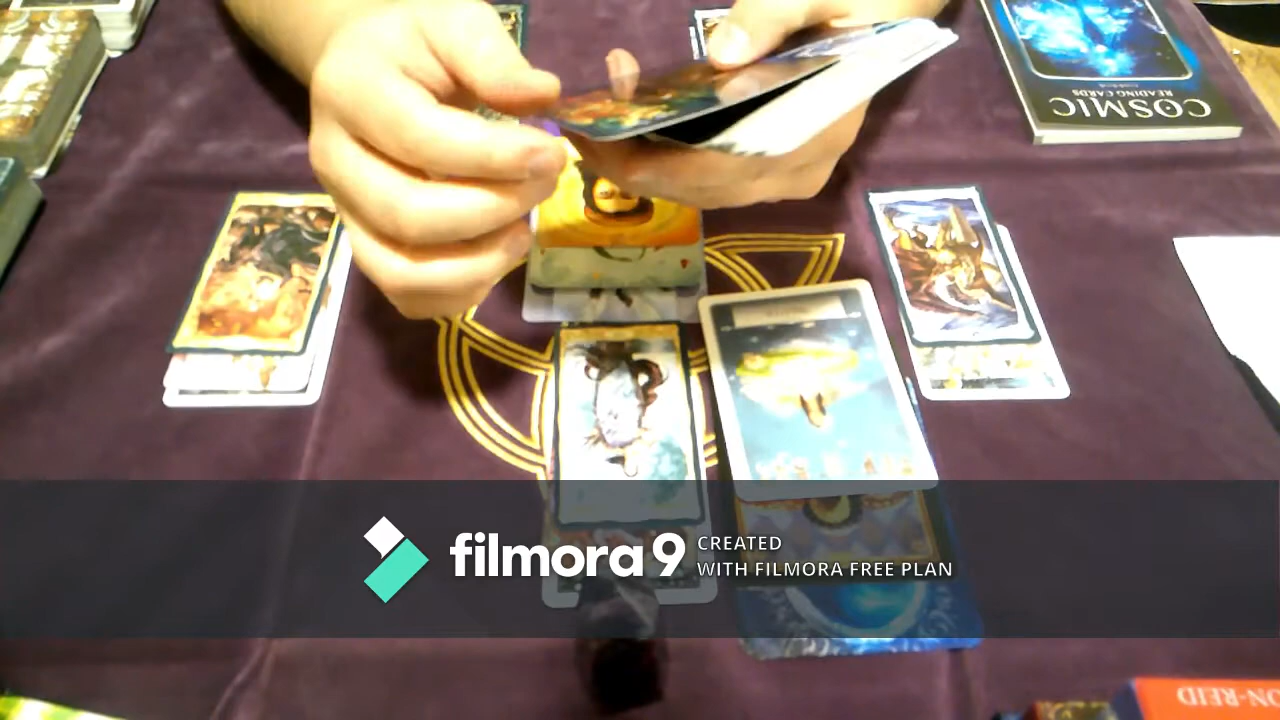 COSMIC
READING CARDS
filmora9
CREATED
WITH FILMORA FREE PLAN
ON-REID